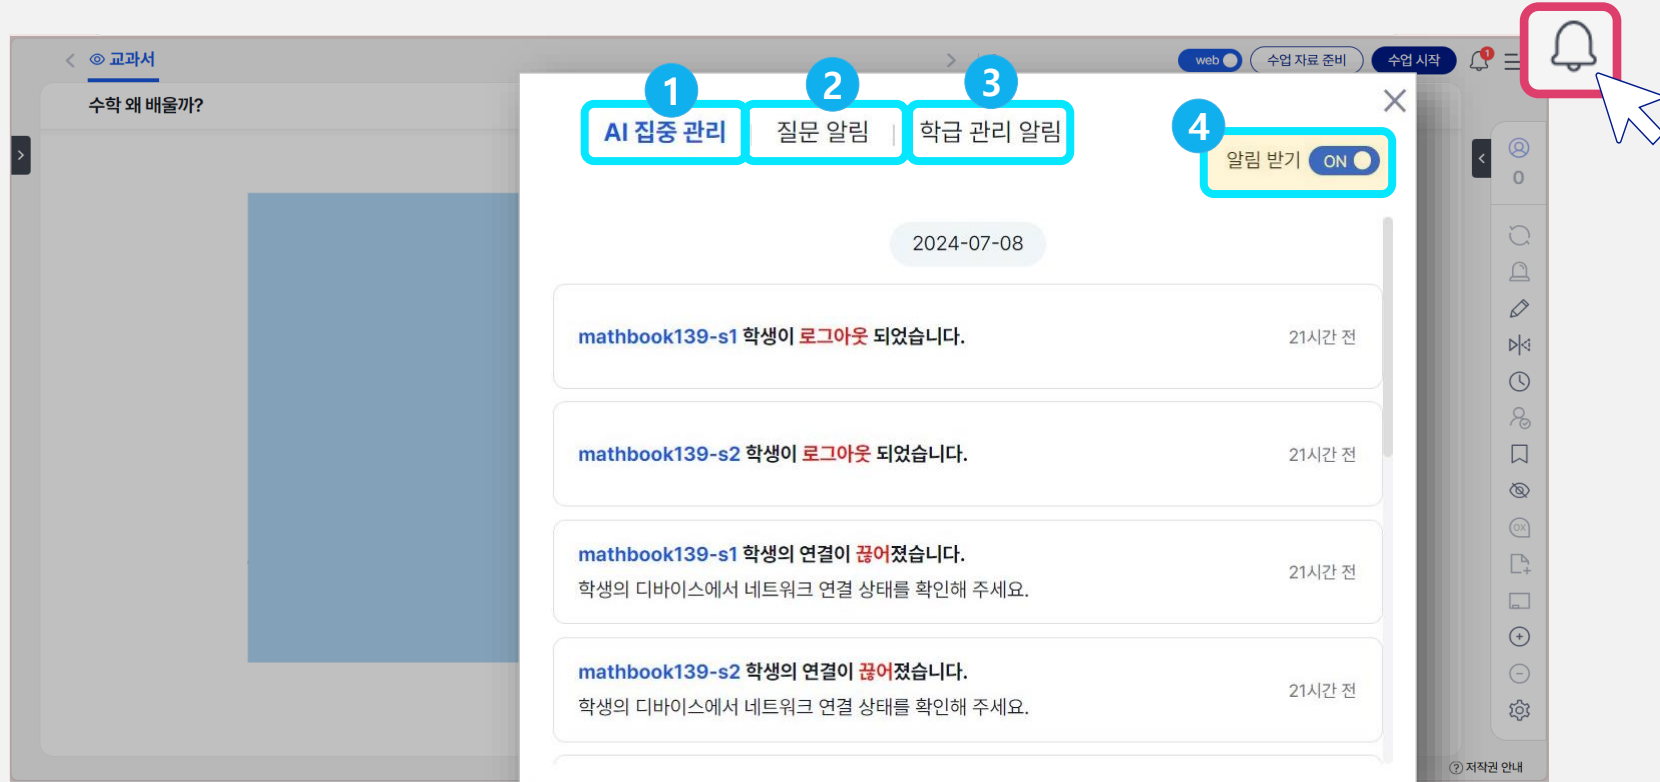 교과서
web
수업 자료 준비
수업 시작
1
수학 왜 배울까?
1
2
3
AI 집중 관리
질문 알림
학급 관리 알림
4
알림 받기 ON
0
2024-07-08
mathbook139-s1 학생이 로그아웃 되었습니다.
21시간 전
mathbook139-s2 학생이 로그아웃 되었습니다.
21시간 전
mathbook139-s1 학생의 연결이 끊어졌습니다.
학생의 디바이스에서 네트워크 연결 상태를 확인해 주세요.
21시간 전
mathbook139-s2 학생의 연결이 끊어졌습니다.
학생의 디바이스에서 네트워크 연결 상태를 확인해 주세요.
21시간 전
OX
? 저작권 안내